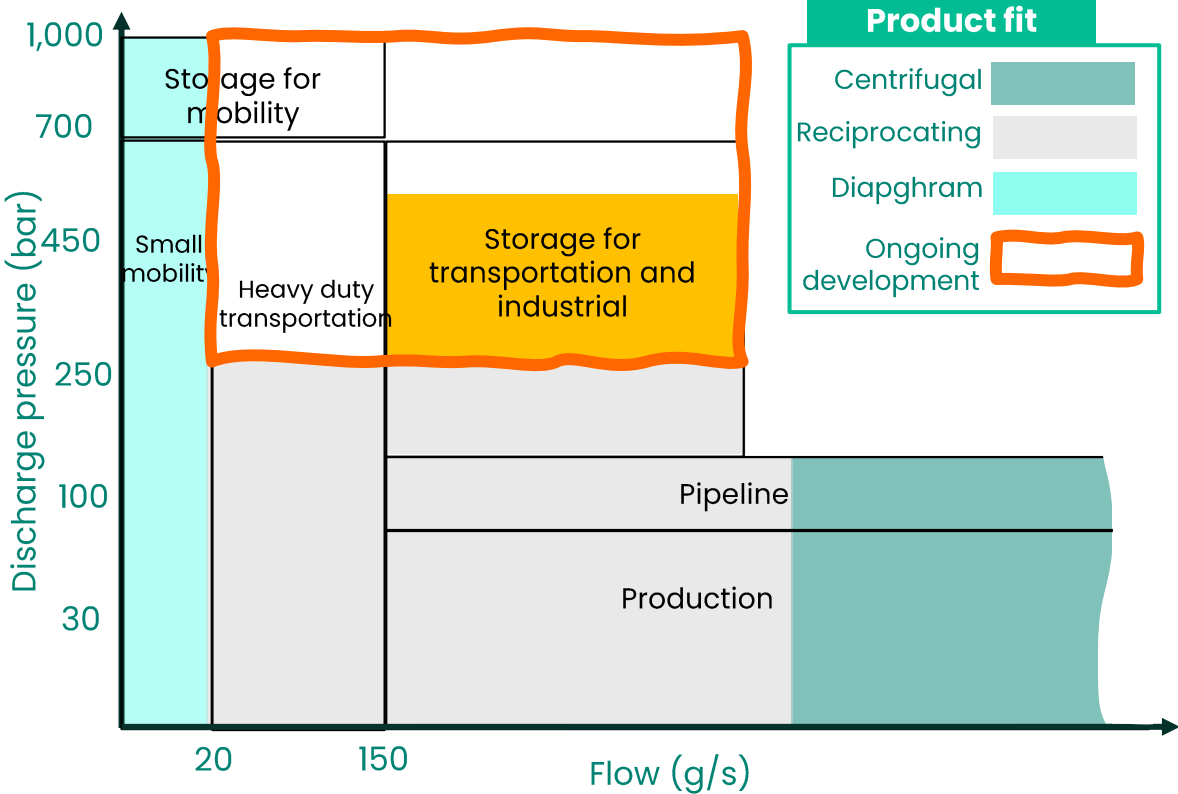 Product fit
Centrifugal
Reciprocating
Diapghram
Ongoing
development
1,000
700
450
250
100
30
Discharge pressure (bar)
Storage for
mobility
Small
mobility
Heavy duty
transportation
Storage for
transportation and
industrial
Pipeline
Production
20
150
Flow (g/s)